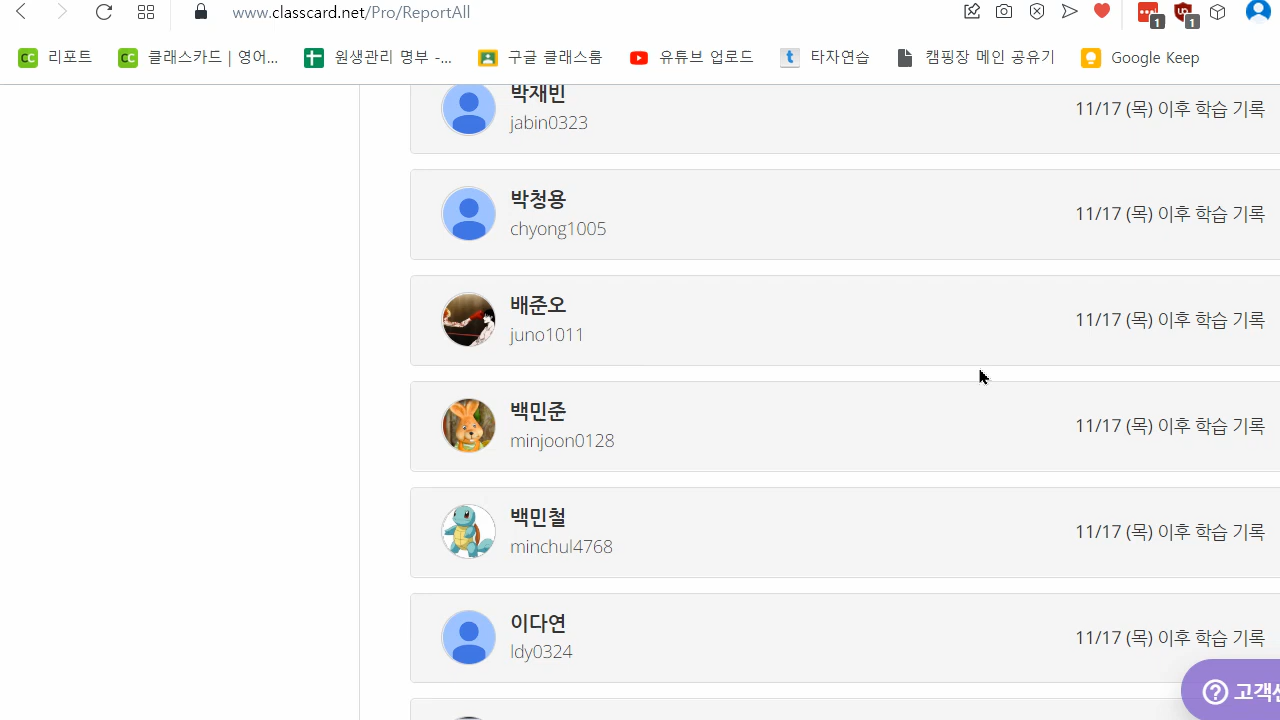 www.classcard.net/Pro/ReportAll
1
1
리포트
클래스카드 | 영어...
원생관리 명부 -...
구글 클래스룸
유튜브 업로드
타자연습
캠핑장 메인 공유기
Google Keep
박재빈
jabin0323
11/17 (목) 이후 학습 기록
박청용
chyong1005
11/17 (목) 이후 학습 기록
배준오
juno1011
11/17 (목) 이후 학습 기록
백민준
minjoon0128
11/17 (목) 이후 학습 기록
백민철
minchul4768
11/17 (목) 이후 학습 기록
이다연
ldy0324
11/17 (목) 이후 학습 기록
고객센